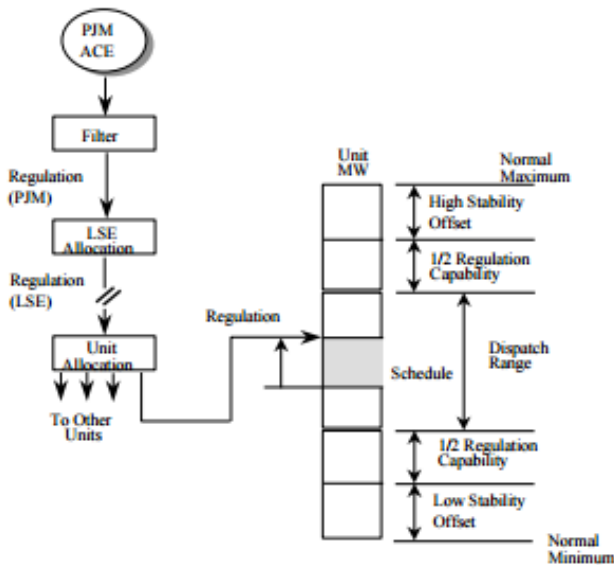 PJM
ACE
Filter
Regulation
(PJM)
LSE
Allocation
Regulation
(LSE)
Unit
Allocation
To Other
Units
Regulation
Unit
MW
Normal
Maximum
High Stability
Offset
1/2 Regulation
Capability
Dispatch
Range
Schedule
1/2 Regulation
Capability
Low Stability
Offset
Normal
Minimum